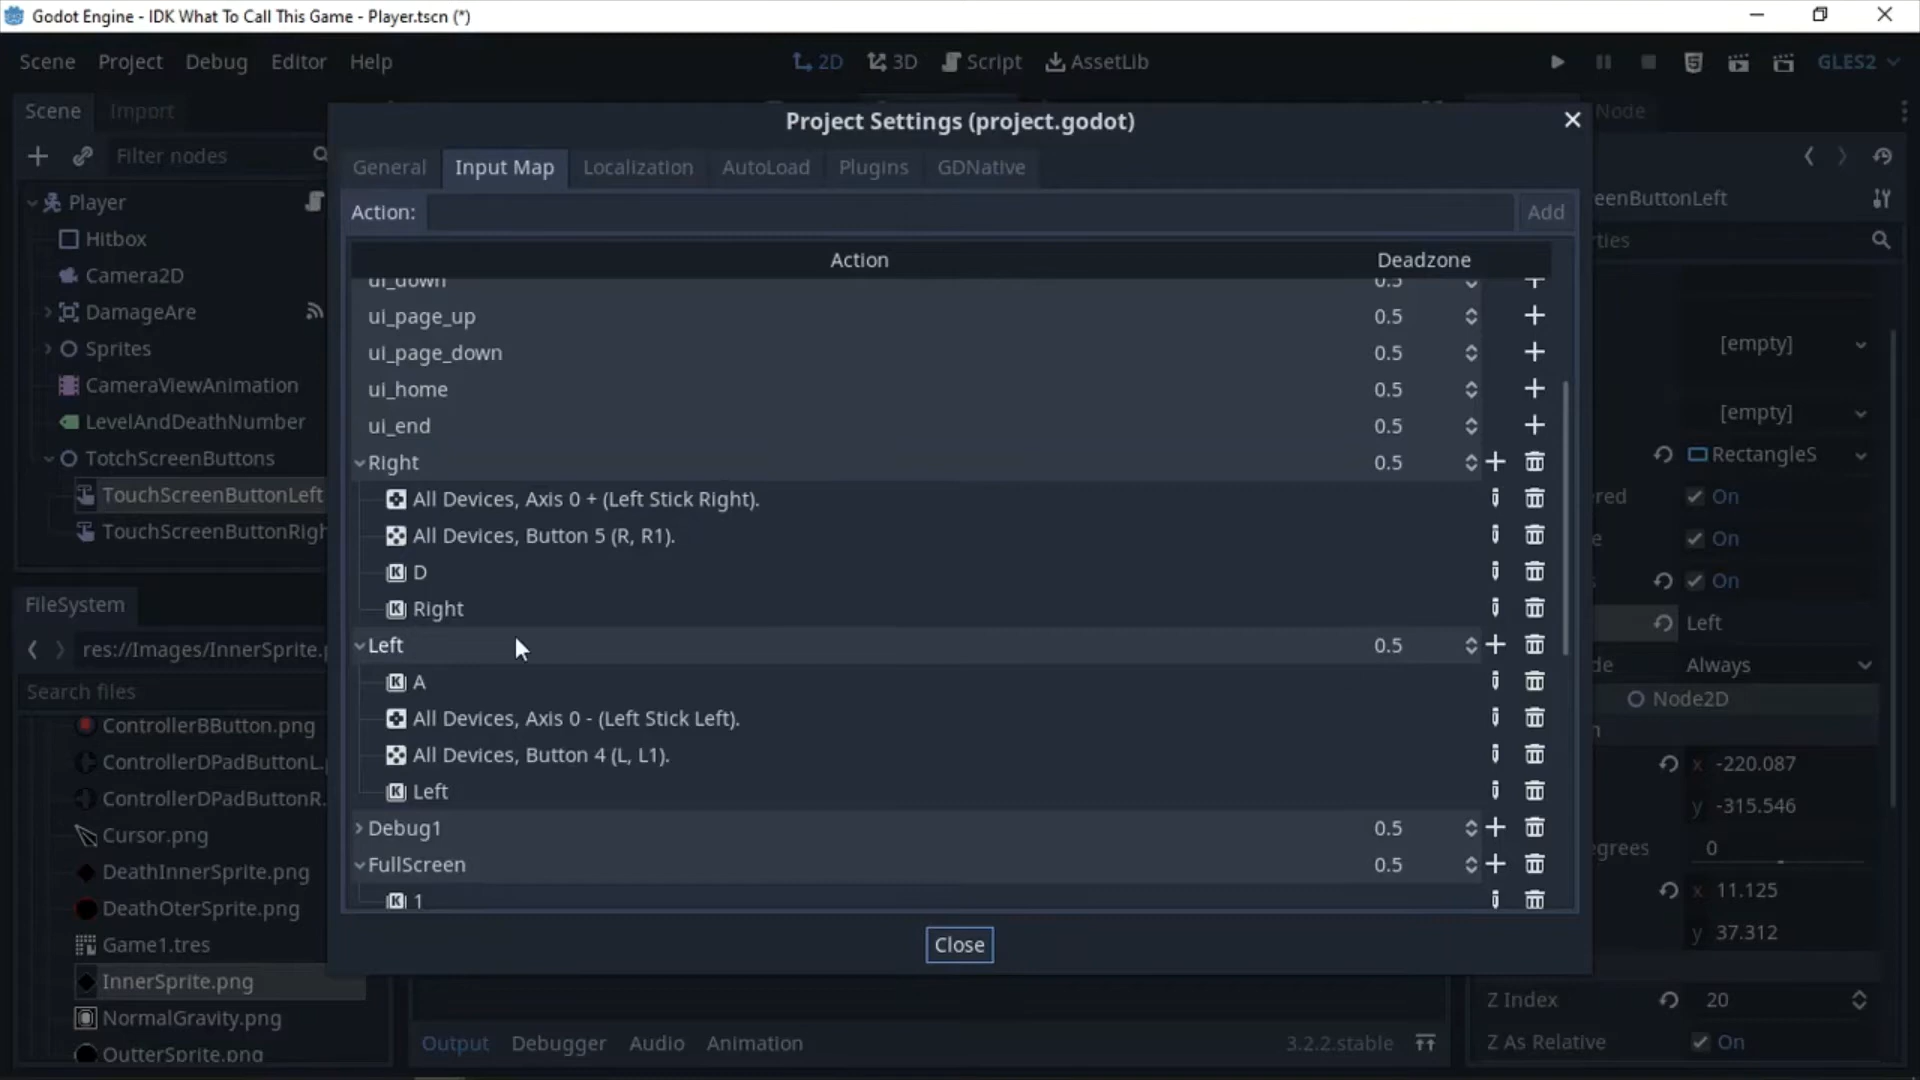 Godot Engine - IDK What To Call This Game - Player.tscn (*)
Scene Project Debug Editor Help 2D 3D Script AssetLib GLES2
Scene Import Node
Filter nodes
Player
Hitbox
Camera2D
DamageAre
Sprites
CameraViewAnimation
LevelAndDeathNumber
TotchScreenButtons
TouchScreenButtonLeft
TouchScreenButtonRigh
FileSystem
res://Images/InnerSprite.p
Search files
ControllerBButton.png
ControllerDPadButtonL.
ControllerDPadButtonR.
Cursor.png
DeathInnerSprite.png
DeathOterSprite.png
Game1.tres
InnerSprite.png
NormalGravity.png
OutterSprite.png
Project Settings (project.godot)
General Input Map Localization AutoLoad Plugins GDNative
Action: Add
Action Deadzone
ui_down 0.5
ui_page_up 0.5
ui_page_down 0.5
ui_home 0.5
ui_end 0.5
Right 0.5
All Devices, Axis 0 + (Left Stick Right).
All Devices, Button 5 (R, R1).
D
Right
Left 0.5
A
All Devices, Axis 0 - (Left Stick Left).
All Devices, Button 4 (L, L1).
Left
Debug1 0.5
FullScreen 0.5
1
Close
Output Debugger Audio Animation 3.2.2.stable
eenButtonLeft
ties
[empty]
[empty]
RectangleS
red On
e On
s On
Left
de Always
Node2D
n
x -220.087
y -315.546
egrees 0
x 11.125
y 37.312
Z Index 20
Z As Relative On